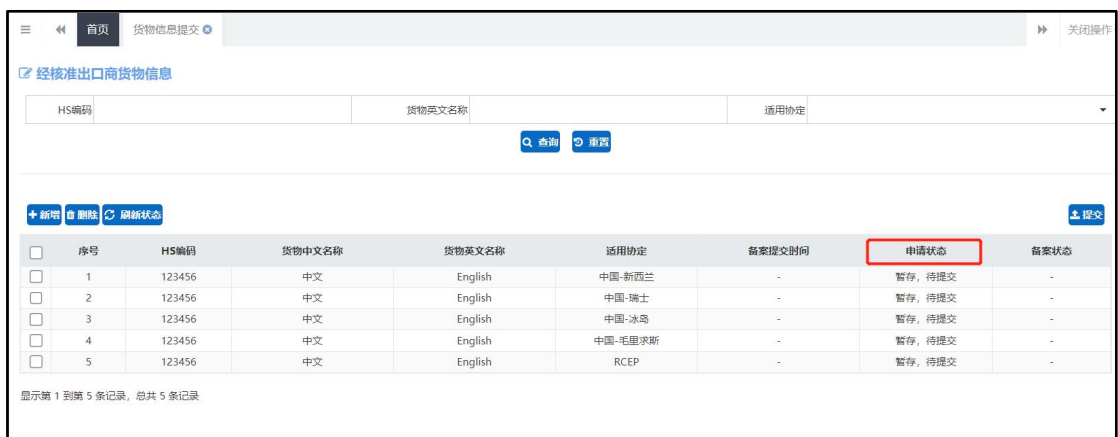 首页 货物信息提交 关闭操作
经核准出口商货物信息
HS编码 货物英文名称 适用协定
查询 重置
新增 删除 刷新状态 提交
序号 HS编码 货物中文名称 货物英文名称 适用协定 备案提交时间 申请状态 备案状态
1 123456 中文 English 中国-新西兰 - 暂存，待提交 -
2 123456 中文 English 中国-瑞士 - 暂存，待提交 -
3 123456 中文 English 中国-冰岛 - 暂存，待提交 -
4 123456 中文 English 中国-毛里求斯 - 暂存，待提交 -
5 123456 中文 English RCEP - 暂存，待提交 -
显示第 1 到第 5 条记录，总共 5 条记录